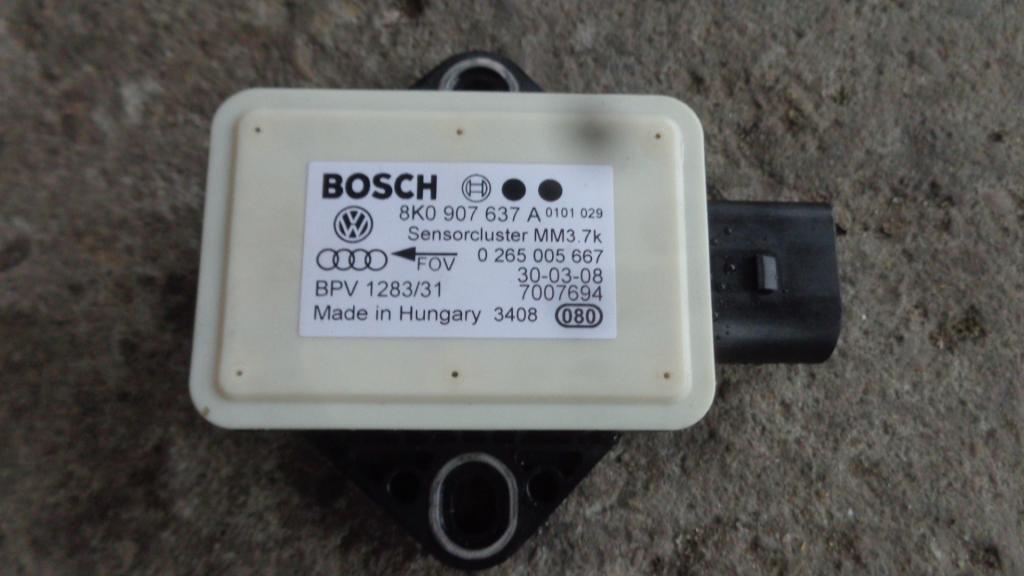 BOSCH
8K0 907 637 A 0101 029
Sensorcluster MM3.7k
FOV 0 265 005 667
30-03-08
BPV 1283/31 7007694
Made in Hungary 3408 080